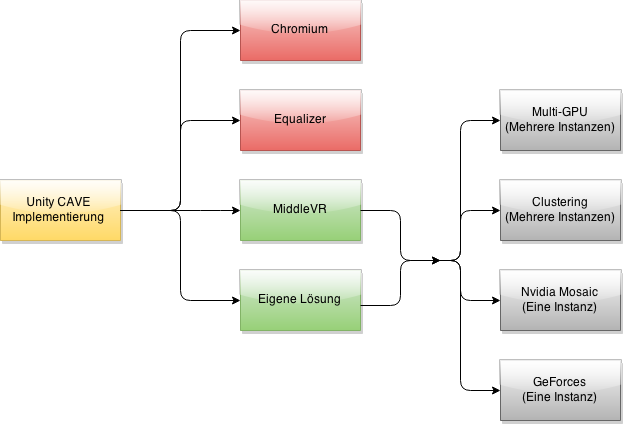 Chromium
Equalizer
Unity CAVE
Implementierung
MiddleVR
Eigene Lösung
Multi-GPU
(Mehrere Instanzen)
Clustering
(Mehrere Instanzen)
Nvidia Mosaic
(Eine Instanz)
GeForces
(Eine Instanz)